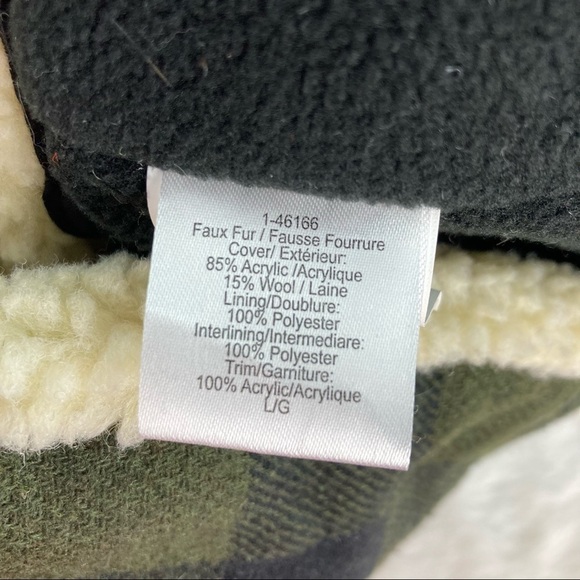 1-46166
Faux Fur / Fausse Fourrure
Cover/ Extérieur:
85% Acrylic /Acrylique
15% Wool / Laine
Lining/Doublure:
100% Polyester
Interlining/Intermediare:
100% Polyester
Trim/Garniture:
100% Acrylic/Acrylique
L/G